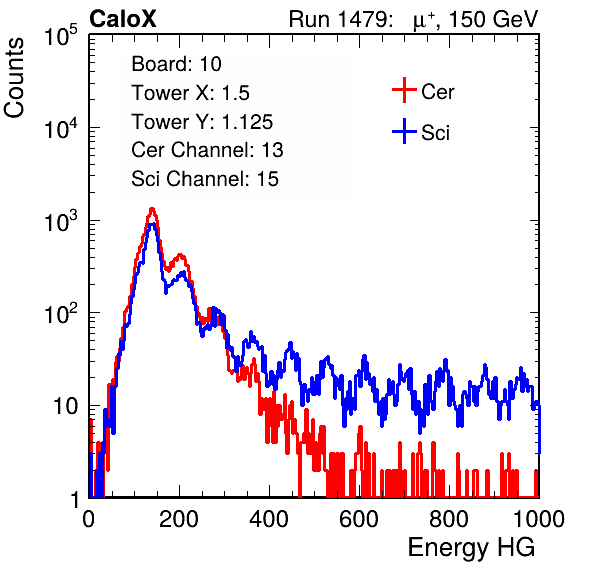 CaloX Run 1479: μ⁺, 150 GeV
Counts
Board: 10
Tower X: 1.5
Tower Y: 1.125
Cer Channel: 13
Sci Channel: 15
Cer
Sci
10⁵
10⁴
10³
10²
10
1
0 200 400 600 800 1000
Energy HG